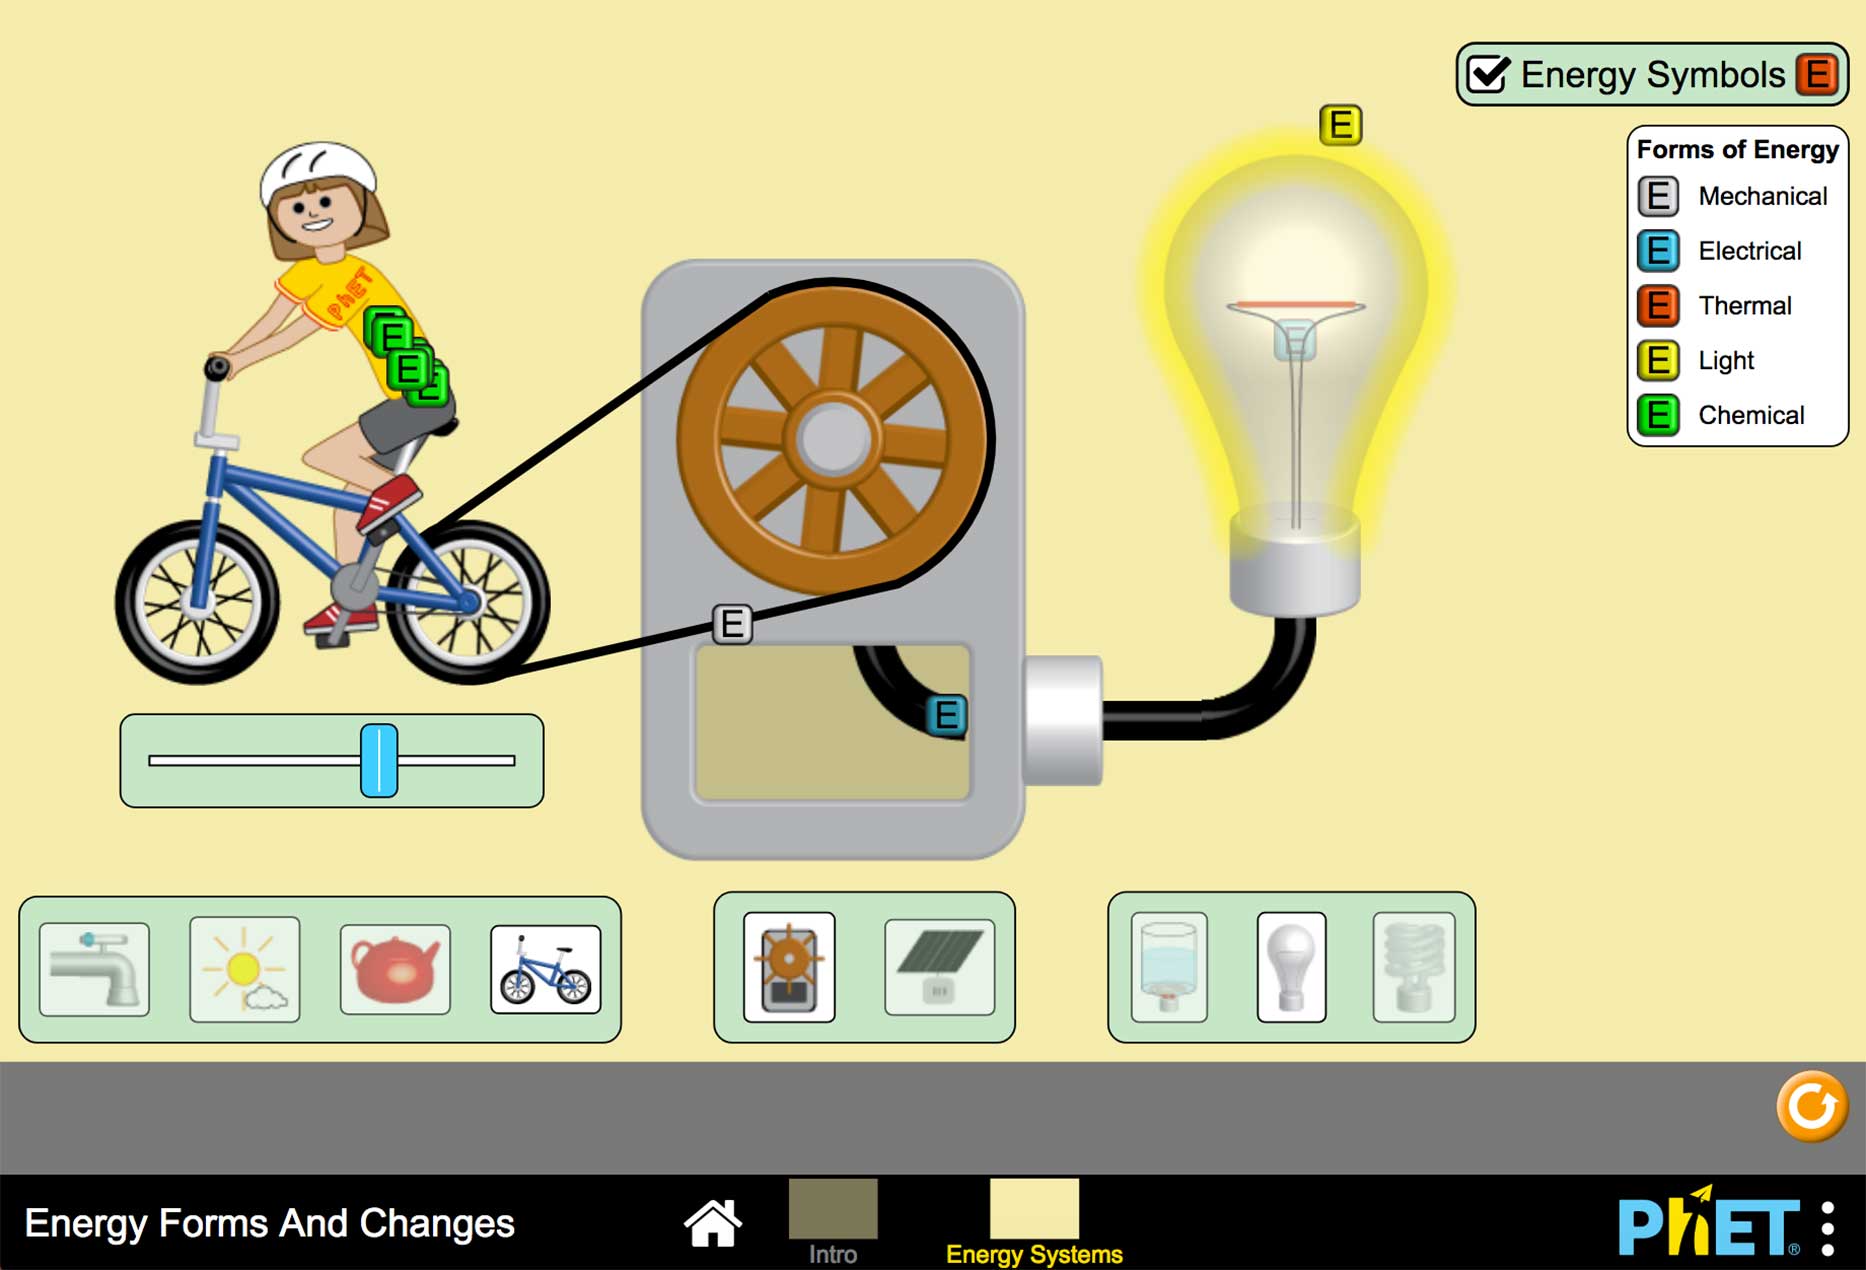 Energy Symbols E
E
Forms of Energy
E Mechanical
E Electrical
E Thermal
E Light
E Chemical
PhET
E
E
E
E
E
E
Energy Forms And Changes
Intro
Energy Systems
PhET®